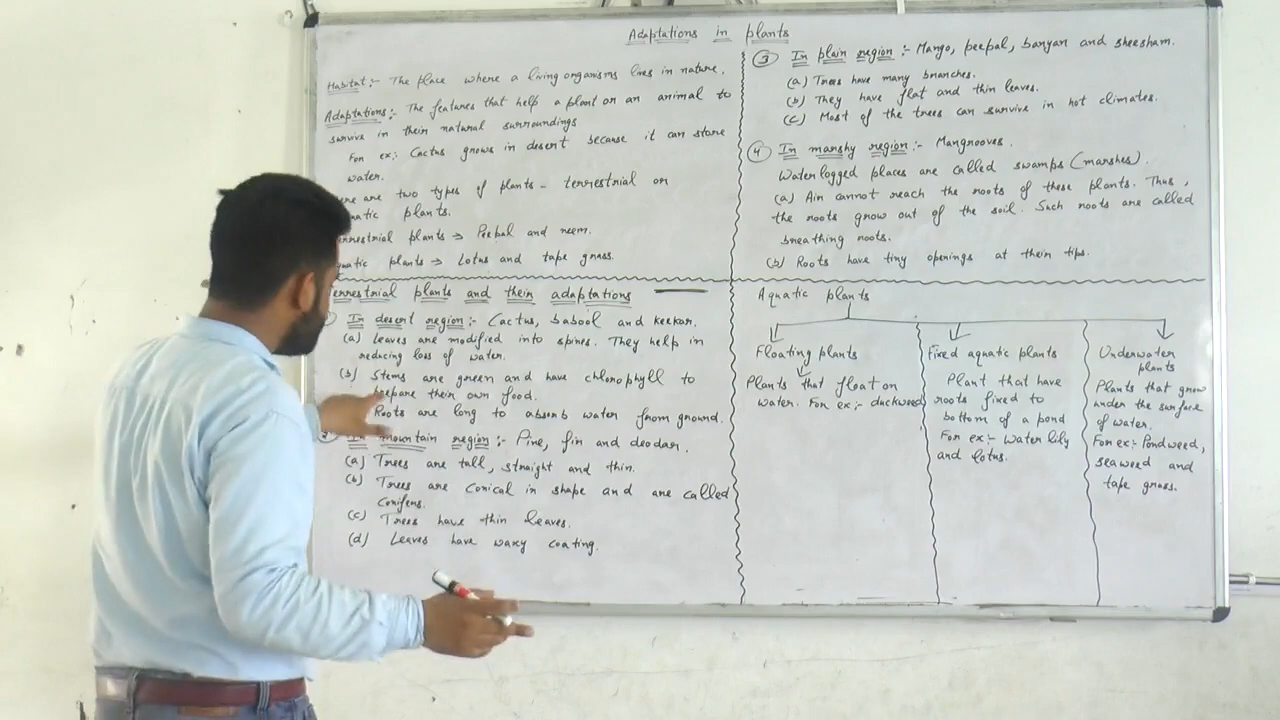 Adaptations in plants
Habitat :- The place where a living organisms lives in nature.
Adaptations :- The features that help a plant or an animal to
survive in their natural surroundings
For ex :- Cactus grows in desert because it can store
water.
are two types of plants - terrestrial or
plants.
plants → Peepal and neem.
plants → Lotus and tape grass.
Terrestrial plants and their adaptations
In desert region :- Cactus, babool and keekar.
(a) Leaves are modified into spines. They help in
reducing loss of water.
(b) Stems are green and have chlorophyll to
prepare their own food.
Roots are long to absorb water from ground.
In mountain region :- Pine, fir and deodar.
(a) Trees are tall, straight and thin.
(b) Trees are conical in shape and are called
Conifers.
(c) Trees have thin leaves.
(d) Leaves have waxy coating.
③ In plain region :- Mango, peepal, banyan and sheesham.
(a) Trees have many branches.
(b) They have flat and thin leaves.
(c) Most of the trees can survive in hot climates.
④ In marshy region :- Mangrooves.
Water logged places are called swamps (marshes).
(a) Air cannot reach the roots of these plants. Thus,
the roots grow out of the soil. Such roots are called
breathing roots.
(b) Roots have tiny openings at their tips.
Aquatic plants
Floating plants
Plants that float on
water. For ex :- duckweed
Fixed aquatic plants
Plant that have
roots fixed to
bottom of a pond
For ex :- Water lily
and lotus.
Underwater
plants
Plants that grow
under the surface
of water.
For ex :- Pondweed,
seaweed and
tape grass.